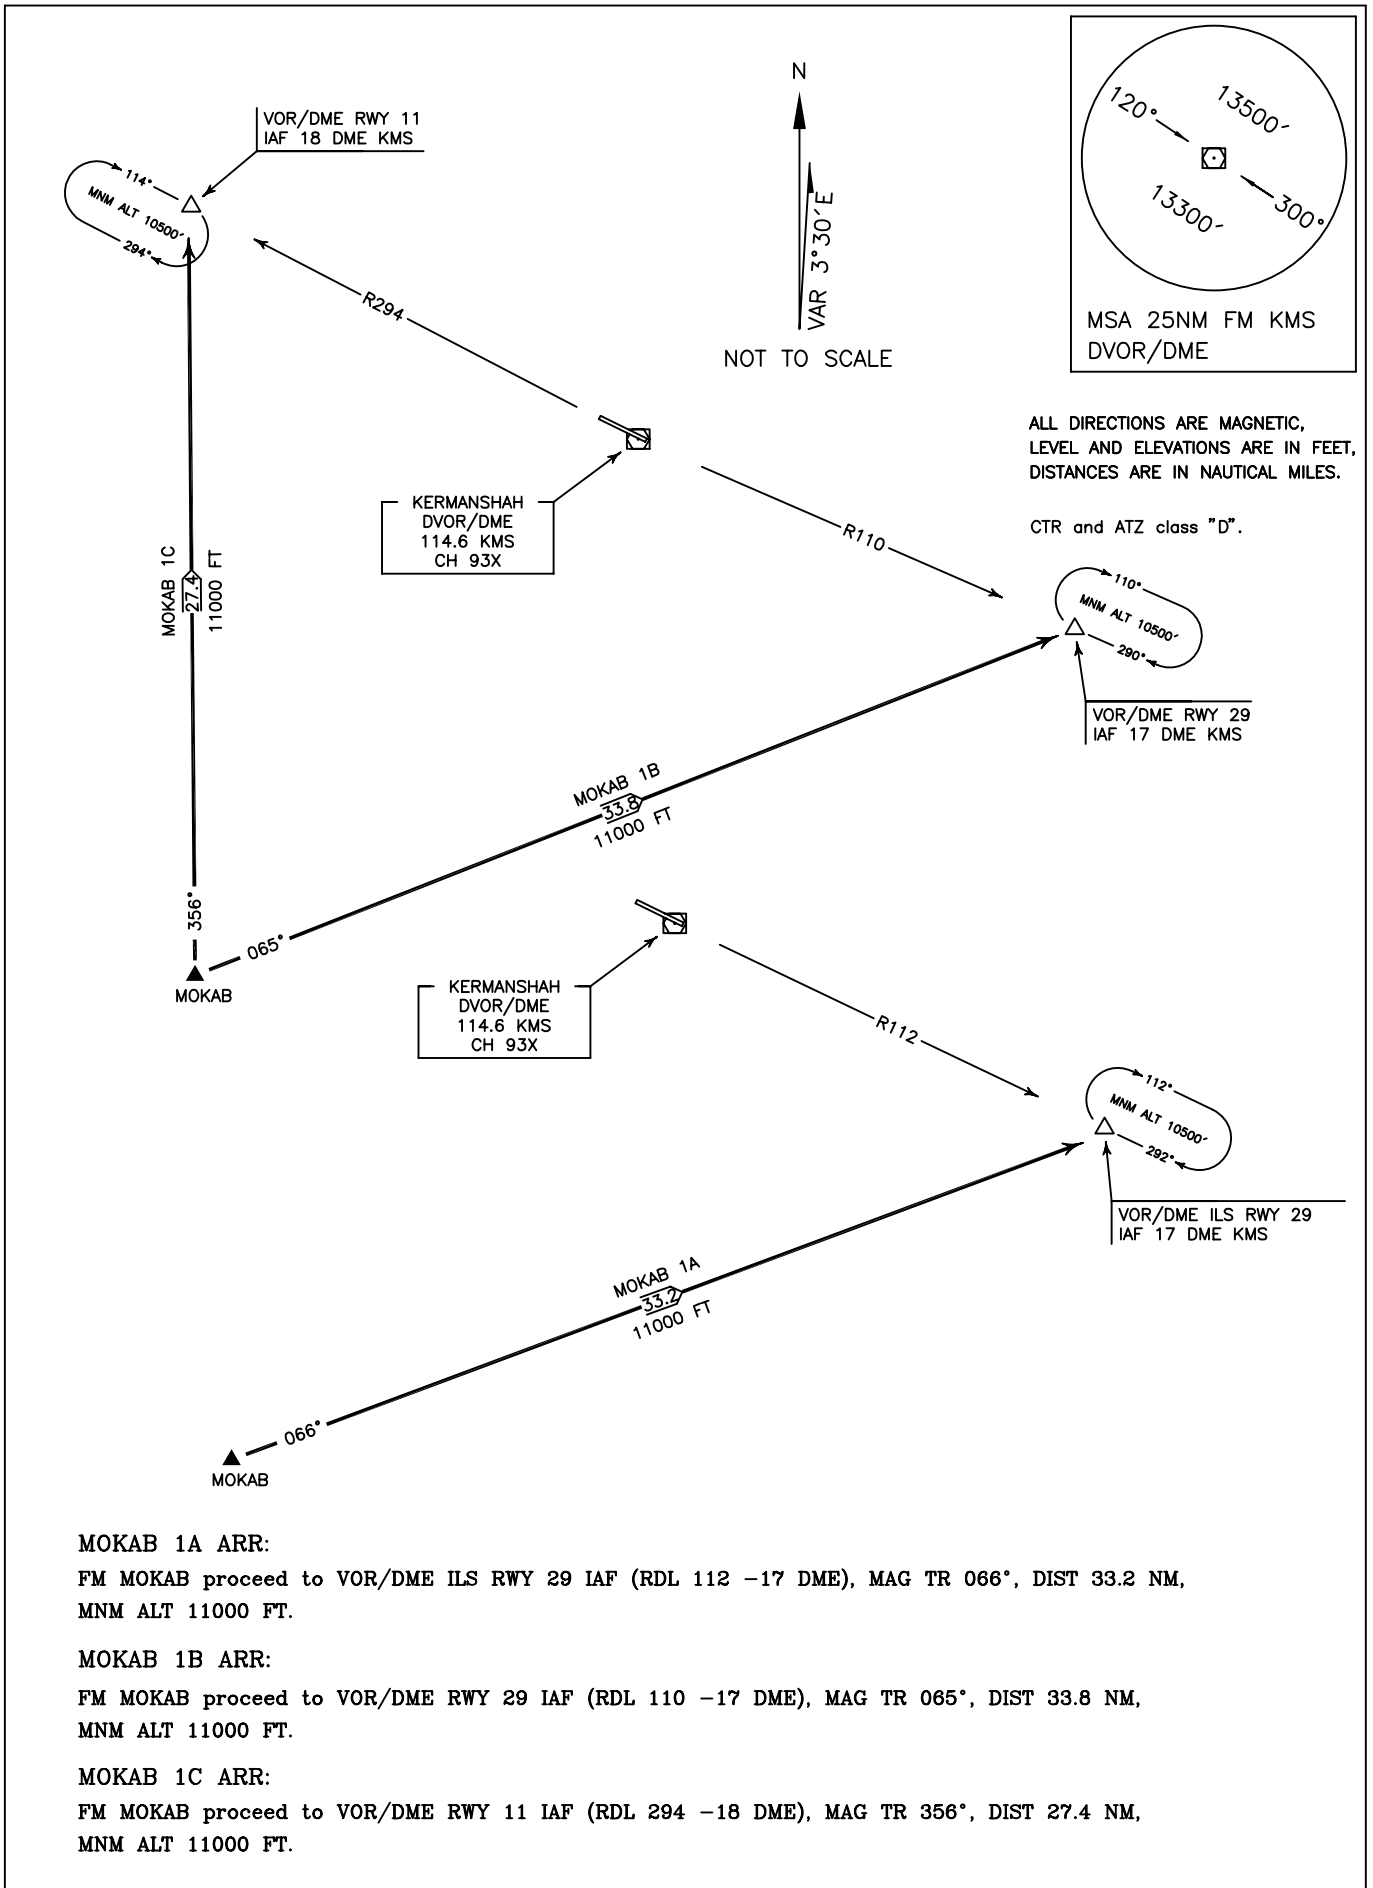 N
VAR 3°30′E
NOT TO SCALE
120°
13500′
13300′
300°
MSA 25NM FM KMS
DVOR/DME
VOR/DME RWY 11
IAF 18 DME KMS
114°
MNM ALT 10500′
294°
R294
KERMANSHAH
DVOR/DME
114.6 KMS
CH 93X
ALL DIRECTIONS ARE MAGNETIC,
LEVEL AND ELEVATIONS ARE IN FEET,
DISTANCES ARE IN NAUTICAL MILES.
CTR and ATZ class "D".
R110
110°
MNM ALT 10500′
290°
VOR/DME RWY 29
IAF 17 DME KMS
MOKAB 1C
27.4
11000 FT
356°
MOKAB 1B
33.8
11000 FT
065°
MOKAB
KERMANSHAH
DVOR/DME
114.6 KMS
CH 93X
R112
112°
MNM ALT 10500′
292°
VOR/DME ILS RWY 29
IAF 17 DME KMS
MOKAB 1A
33.2
11000 FT
066°
MOKAB
MOKAB 1A ARR:
FM MOKAB proceed to VOR/DME ILS RWY 29 IAF (RDL 112 -17 DME), MAG TR 066°, DIST 33.2 NM,
MNM ALT 11000 FT.
MOKAB 1B ARR:
FM MOKAB proceed to VOR/DME RWY 29 IAF (RDL 110 -17 DME), MAG TR 065°, DIST 33.8 NM,
MNM ALT 11000 FT.
MOKAB 1C ARR:
FM MOKAB proceed to VOR/DME RWY 11 IAF (RDL 294 -18 DME), MAG TR 356°, DIST 27.4 NM,
MNM ALT 11000 FT.